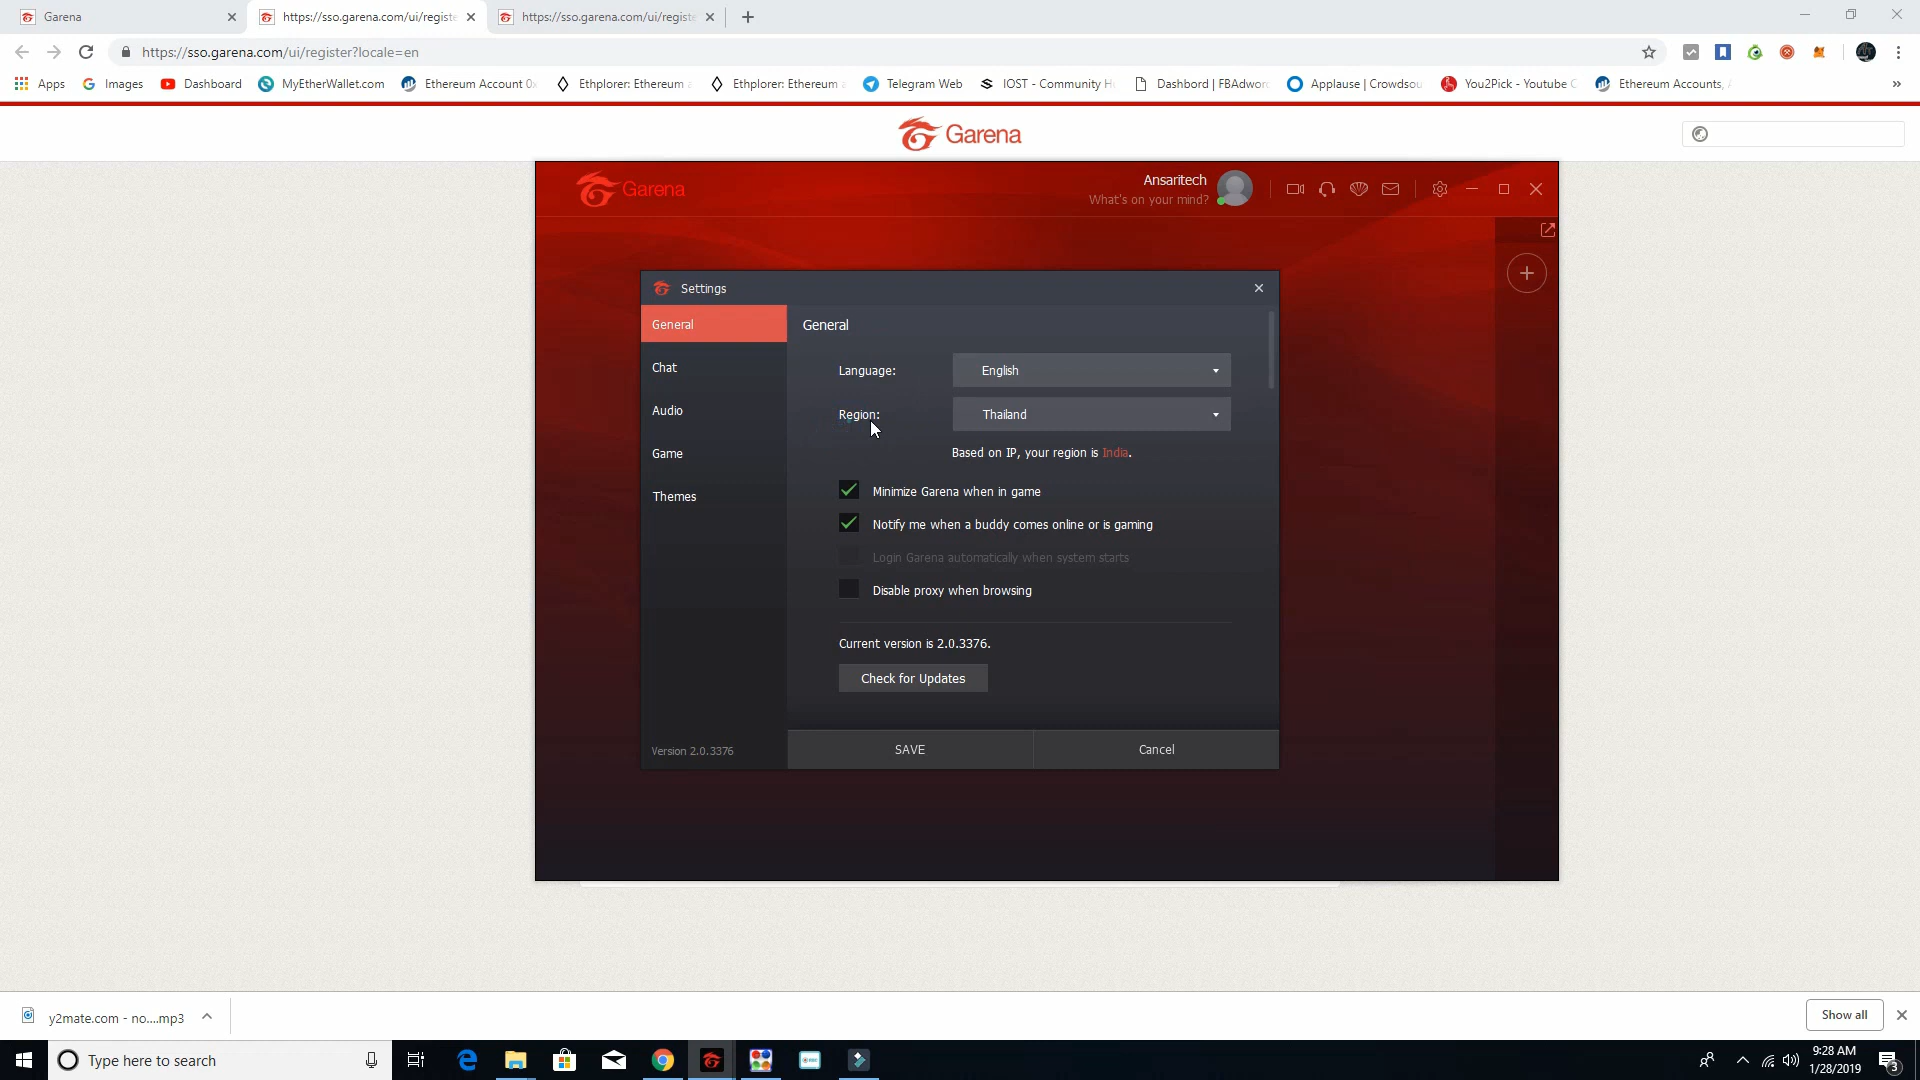 Garena
https://sso.garena.com/ui/registe
https://sso.garena.com/ui/registe
https://sso.garena.com/ui/register?locale=en
Apps
Images
Dashboard
MyEtherWallet.com
Ethereum Account 0x
Ethplorer: Ethereum a
Ethplorer: Ethereum a
Telegram Web
IOST - Community H
Dashbord | FBAdwor
Applause | Crowdsou
You2Pick - Youtube C
Ethereum Accounts, A
»
Garena
Garena
Ansaritech
What's on your mind?
Settings
General
Chat
Audio
Game
Themes
Version 2.0.3376
General
Language:
English
Region:
Thailand
Based on IP, your region is India.
Minimize Garena when in game
Notify me when a buddy comes online or is gaming
Login Garena automatically when system starts
Disable proxy when browsing
Current version is 2.0.3376.
Check for Updates
SAVE
Cancel
y2mate.com - no....mp3
Show all
Type here to search
9:28 AM
1/28/2019
3